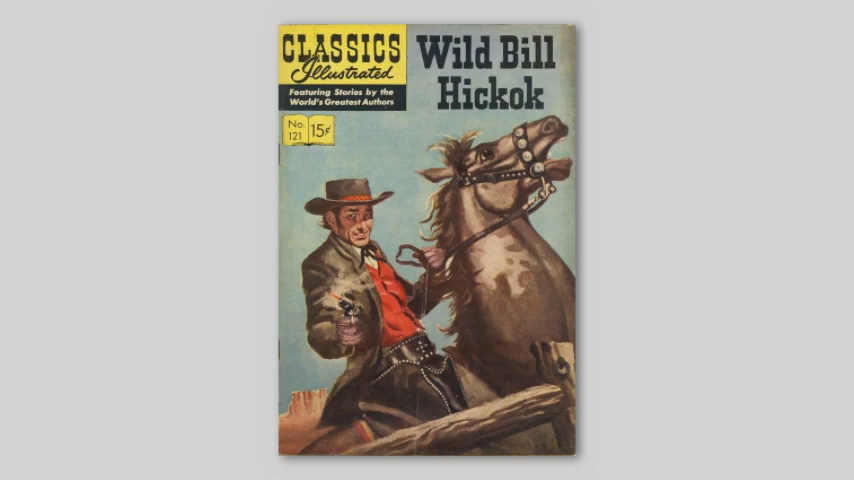 CLASSICS
Illustrated
Featuring Stories by the
World's Greatest Authors
No.
121
15¢
Wild Bill
Hickok